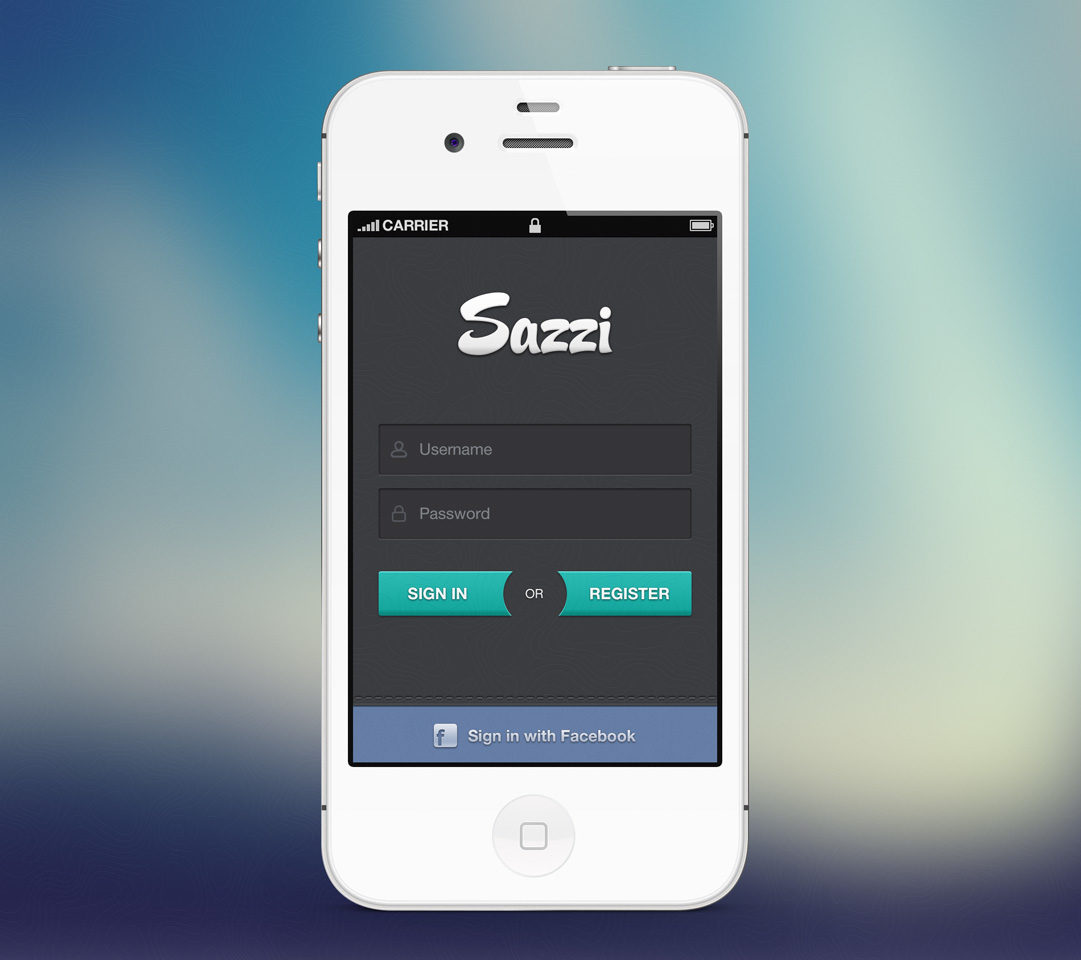 CARRIER
Sazzi
Username
Password
SIGN IN OR REGISTER
f Sign in with Facebook